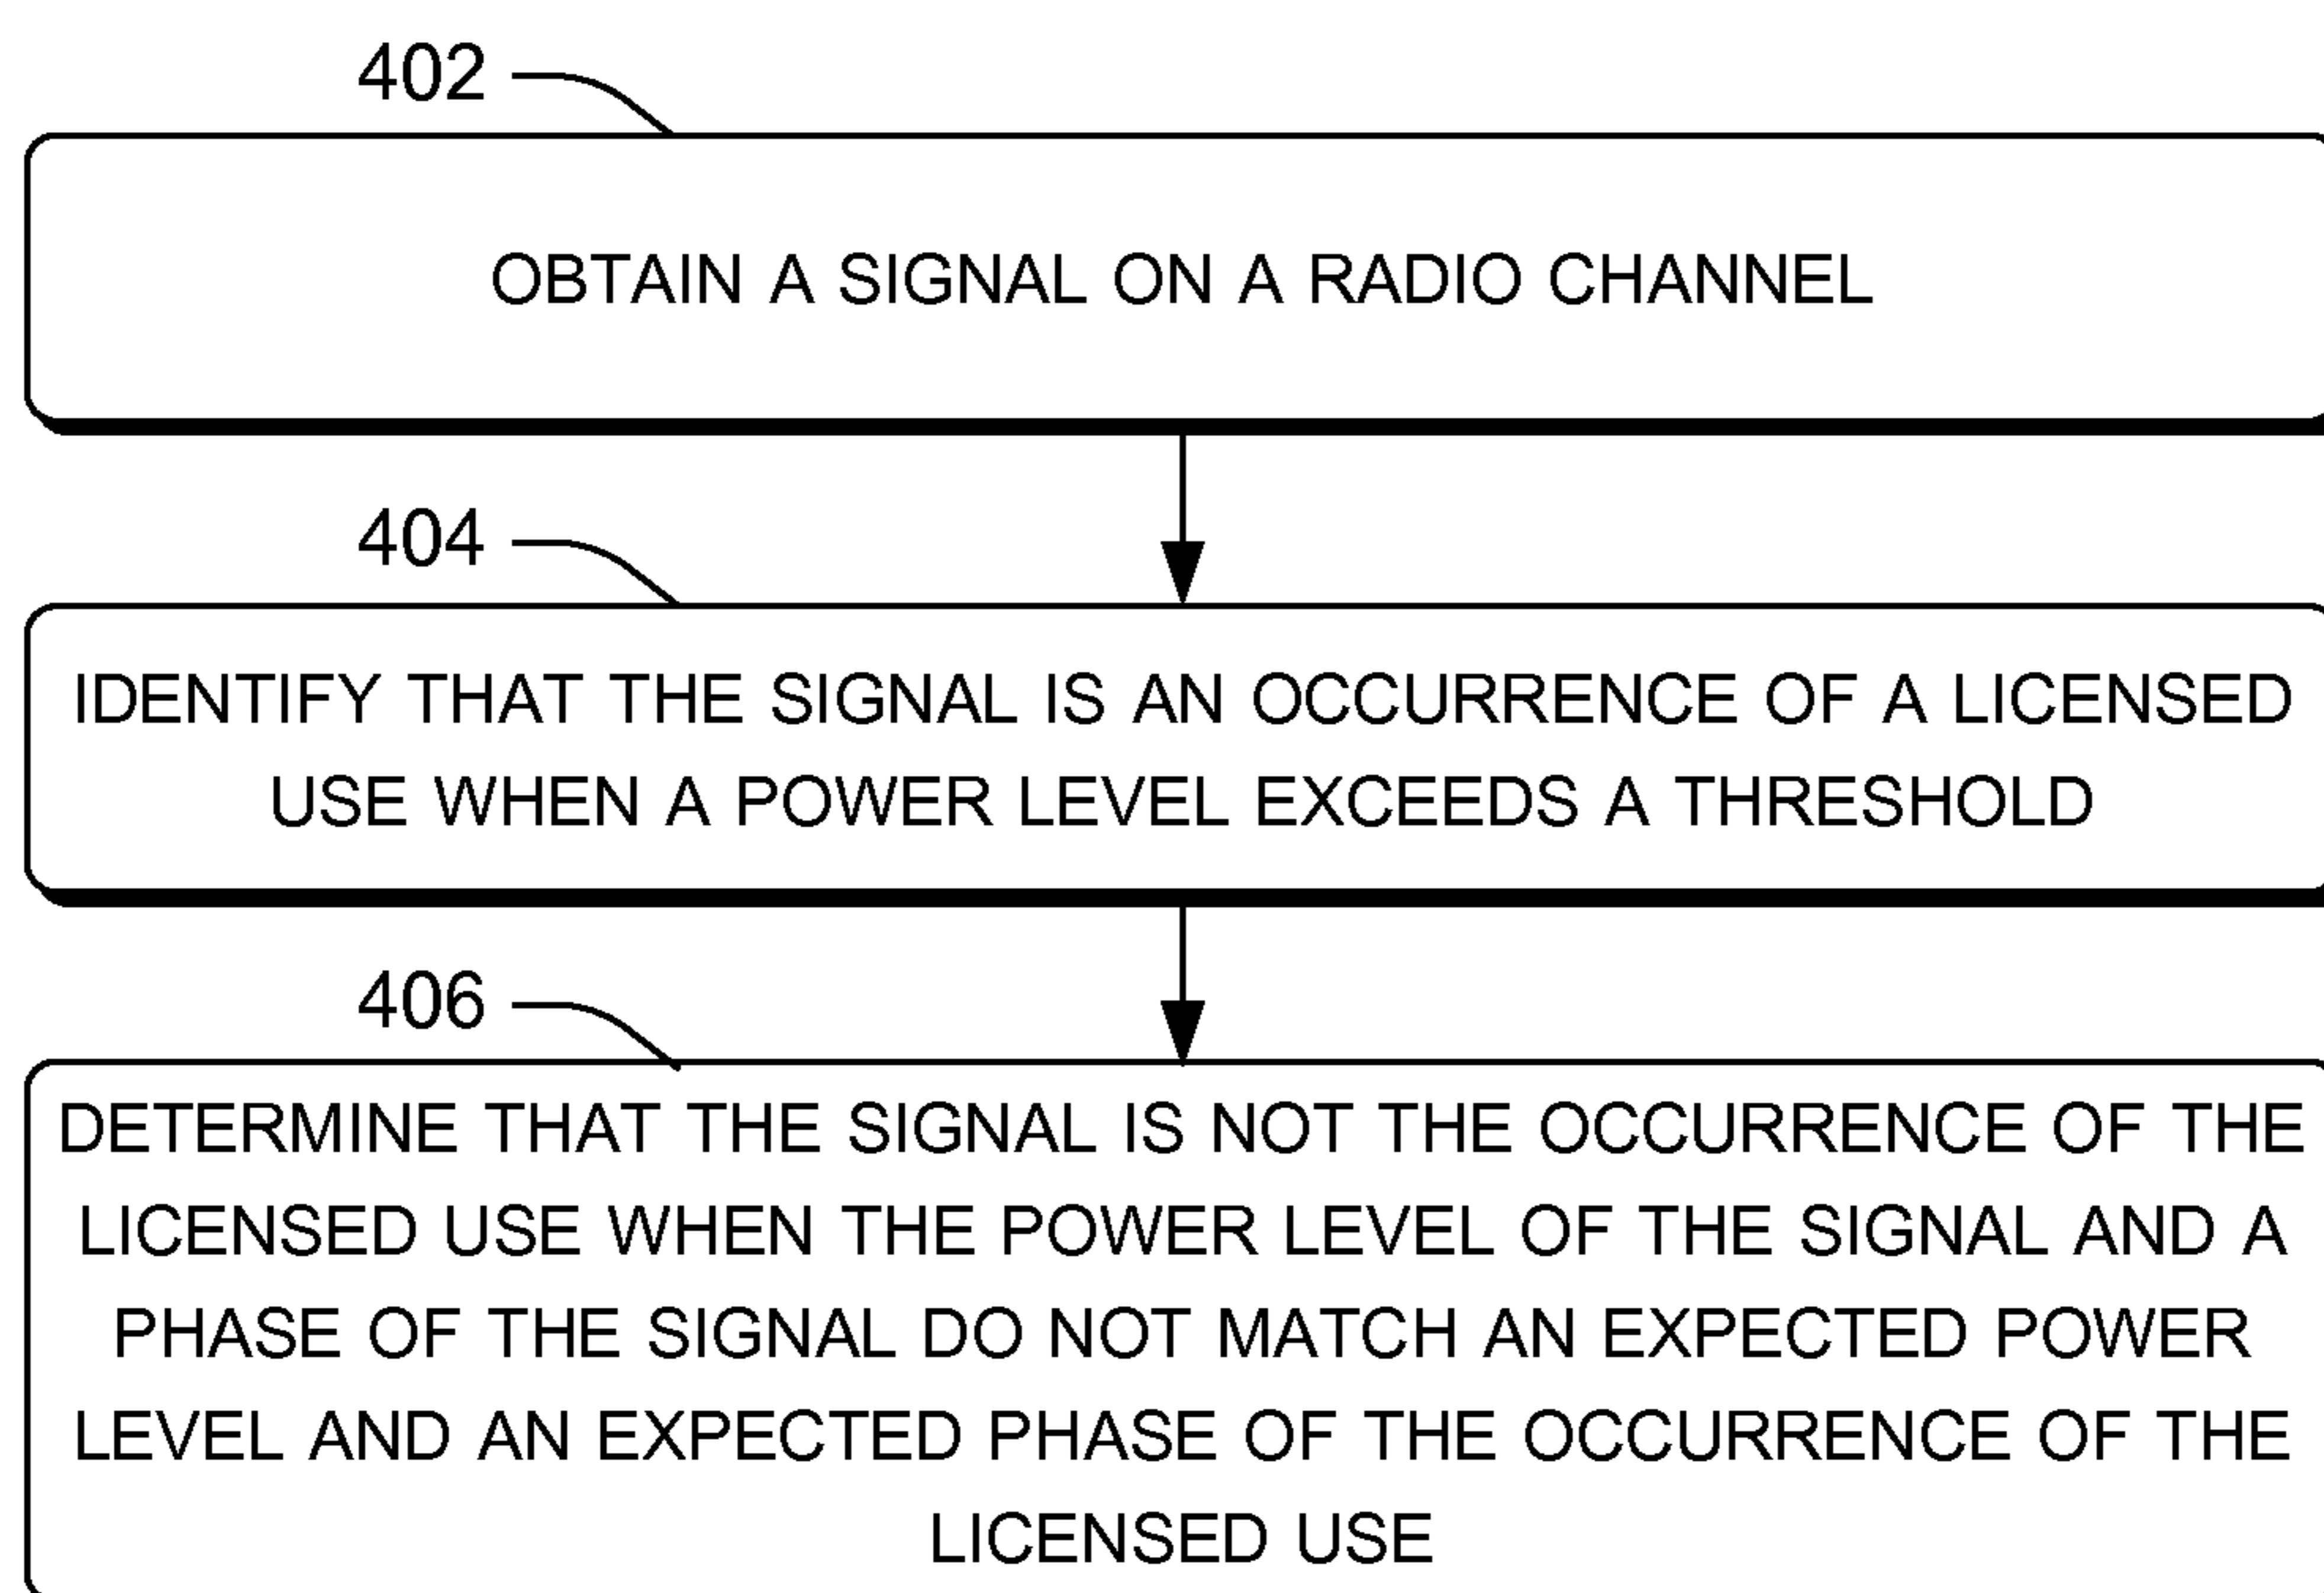 402
OBTAIN A SIGNAL ON A RADIO CHANNEL
404
IDENTIFY THAT THE SIGNAL IS AN OCCURRENCE OF A LICENSED
USE WHEN A POWER LEVEL EXCEEDS A THRESHOLD
406
DETERMINE THAT THE SIGNAL IS NOT THE OCCURRENCE OF THE
LICENSED USE WHEN THE POWER LEVEL OF THE SIGNAL AND A
PHASE OF THE SIGNAL DO NOT MATCH AN EXPECTED POWER
LEVEL AND AN EXPECTED PHASE OF THE OCCURRENCE OF THE
LICENSED USE